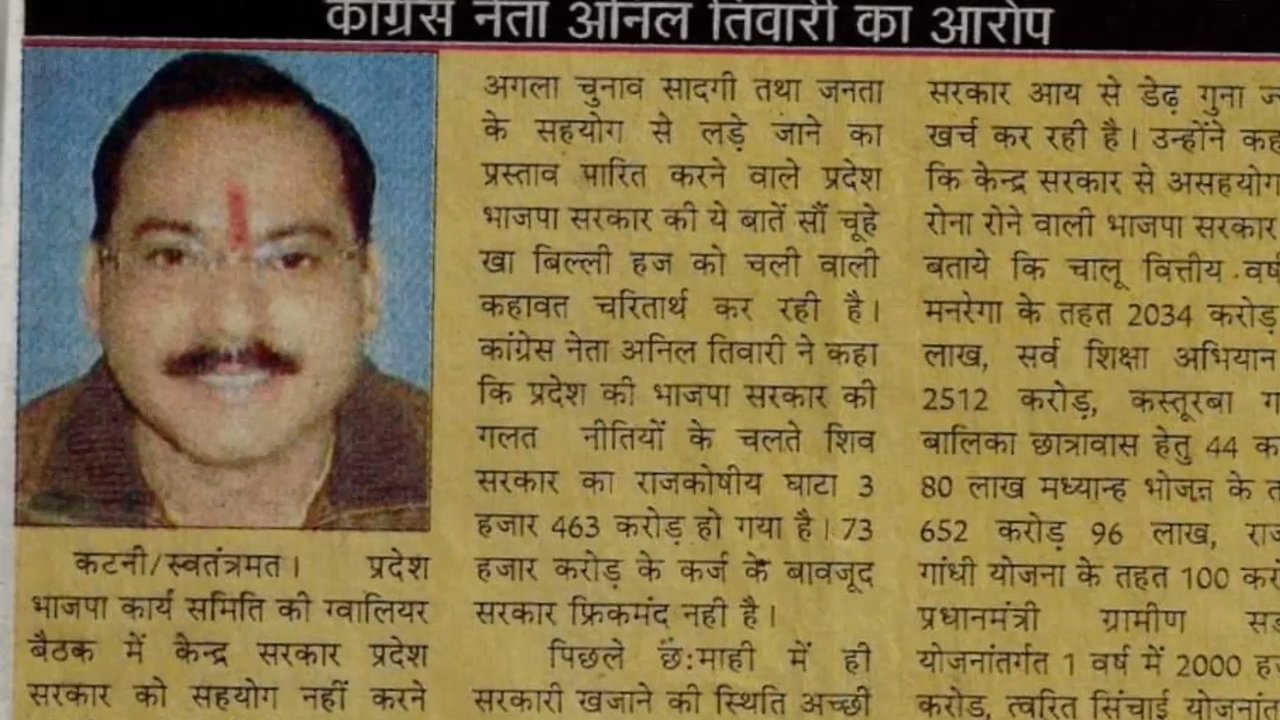 कांग्रेस नेता अनिल तिवारी का आरोप
कटनी/स्वतंत्रमत। प्रदेश
भाजपा कार्य समिति की ग्वालियर
बैठक में केन्द्र सरकार प्रदेश
सरकार को सहयोग नहीं करने
अगला चुनाव सादगी तथा जनता
के सहयोग से लड़े जाने का
प्रस्ताव पारित करने वाले प्रदेश
भाजपा सरकार की ये बातें सौं चूहे
खा बिल्ली हज को चली वाली
कहावत चरितार्थ कर रही है।
कांग्रेस नेता अनिल तिवारी ने कहा
कि प्रदेश की भाजपा सरकार की
गलत नीतियों के चलते शिव
सरकार का राजकोषीय घाटा 3
हजार 463 करोड़ हो गया है। 73
हजार करोड़ के कर्ज के बावजूद
सरकार फ्रिकमंद नही है।
पिछले छै:माही में ही
सरकारी खजाने की स्थिति अच्छी
सरकार आय से डेढ़ गुना
खर्च कर रही है। उन्होंने
कि केन्द्र सरकार से असहयोग
रोना रोने वाली भाजपा सरकार
बताये कि चालू वित्तीय वर्ष
मनरेगा के तहत 2034 करोड़
लाख, सर्व शिक्षा अभियान
2512 करोड़, कस्तूरबा
बालिका छात्रावास हेतु 44
80 लाख मध्यान्ह भोजन के
652 करोड़ 96 लाख,
गांधी योजना के तहत 100
प्रधानमंत्री ग्रामीण
योजनांतर्गत 1 वर्ष में 2000
करोड, त्वरित सिंचाई